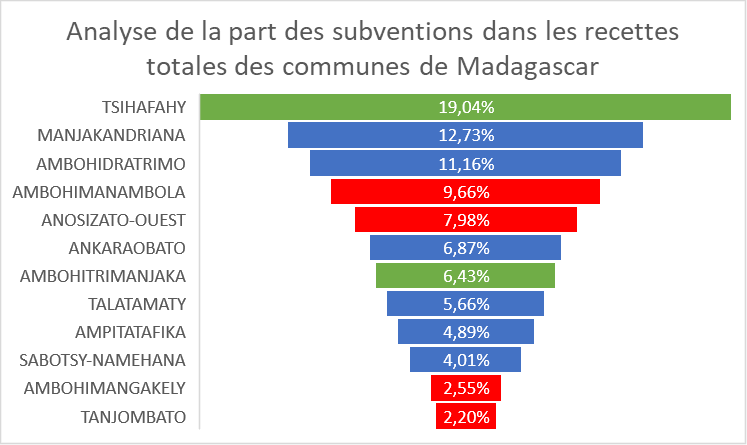 Analyse de la part des subventions dans les recettes
totales des communes de Madagascar
TSIHAFAHY 19,04%
MANJAKANDRIANA 12,73%
AMBOHIDRATRIMO 11,16%
AMBOHIMANAMBOLA 9,66%
ANOSIZATO-OUEST 7,98%
ANKARAOBATO 6,87%
AMBOHITRIMANJAKA 6,43%
TALATAMATY 5,66%
AMPITATAFIKA 4,89%
SABOTSY-NAMEHANA 4,01%
AMBOHIMANGAKELY 2,55%
TANJOMBATO 2,20%